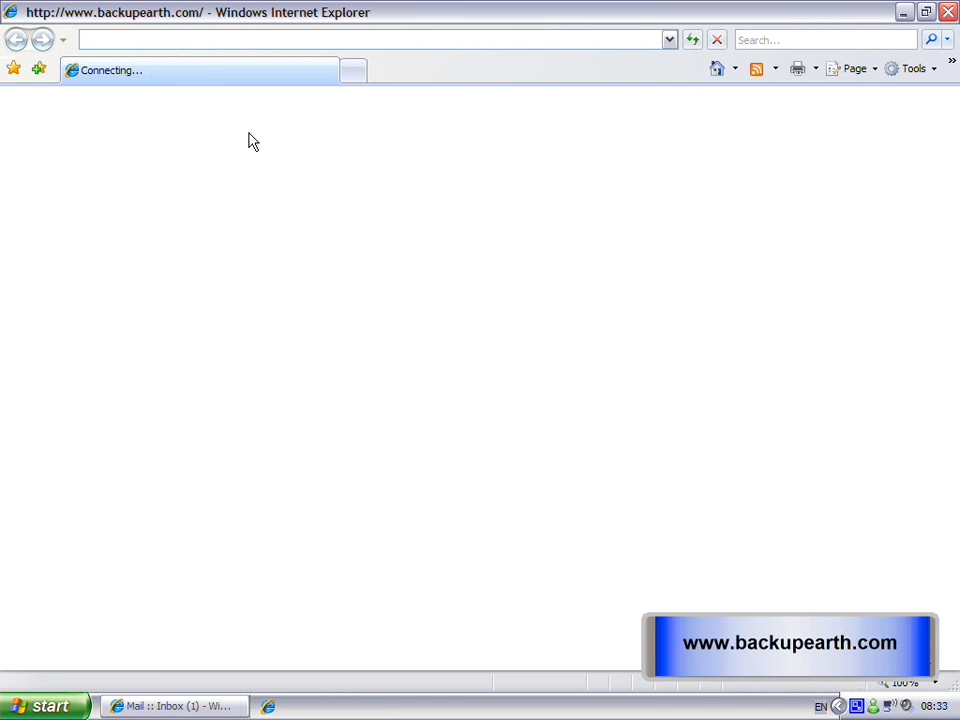 http://www.backupearth.com/ - Windows Internet Explorer
Search...
Connecting...
Page
Tools
www.backupearth.com
100%
start
Mail :: Inbox (1) - Wi...
EN
08:33